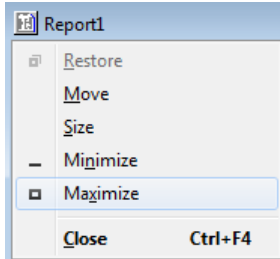 Report1
Restore
Move
Size
Minimize
Maximize
Close Ctrl+F4